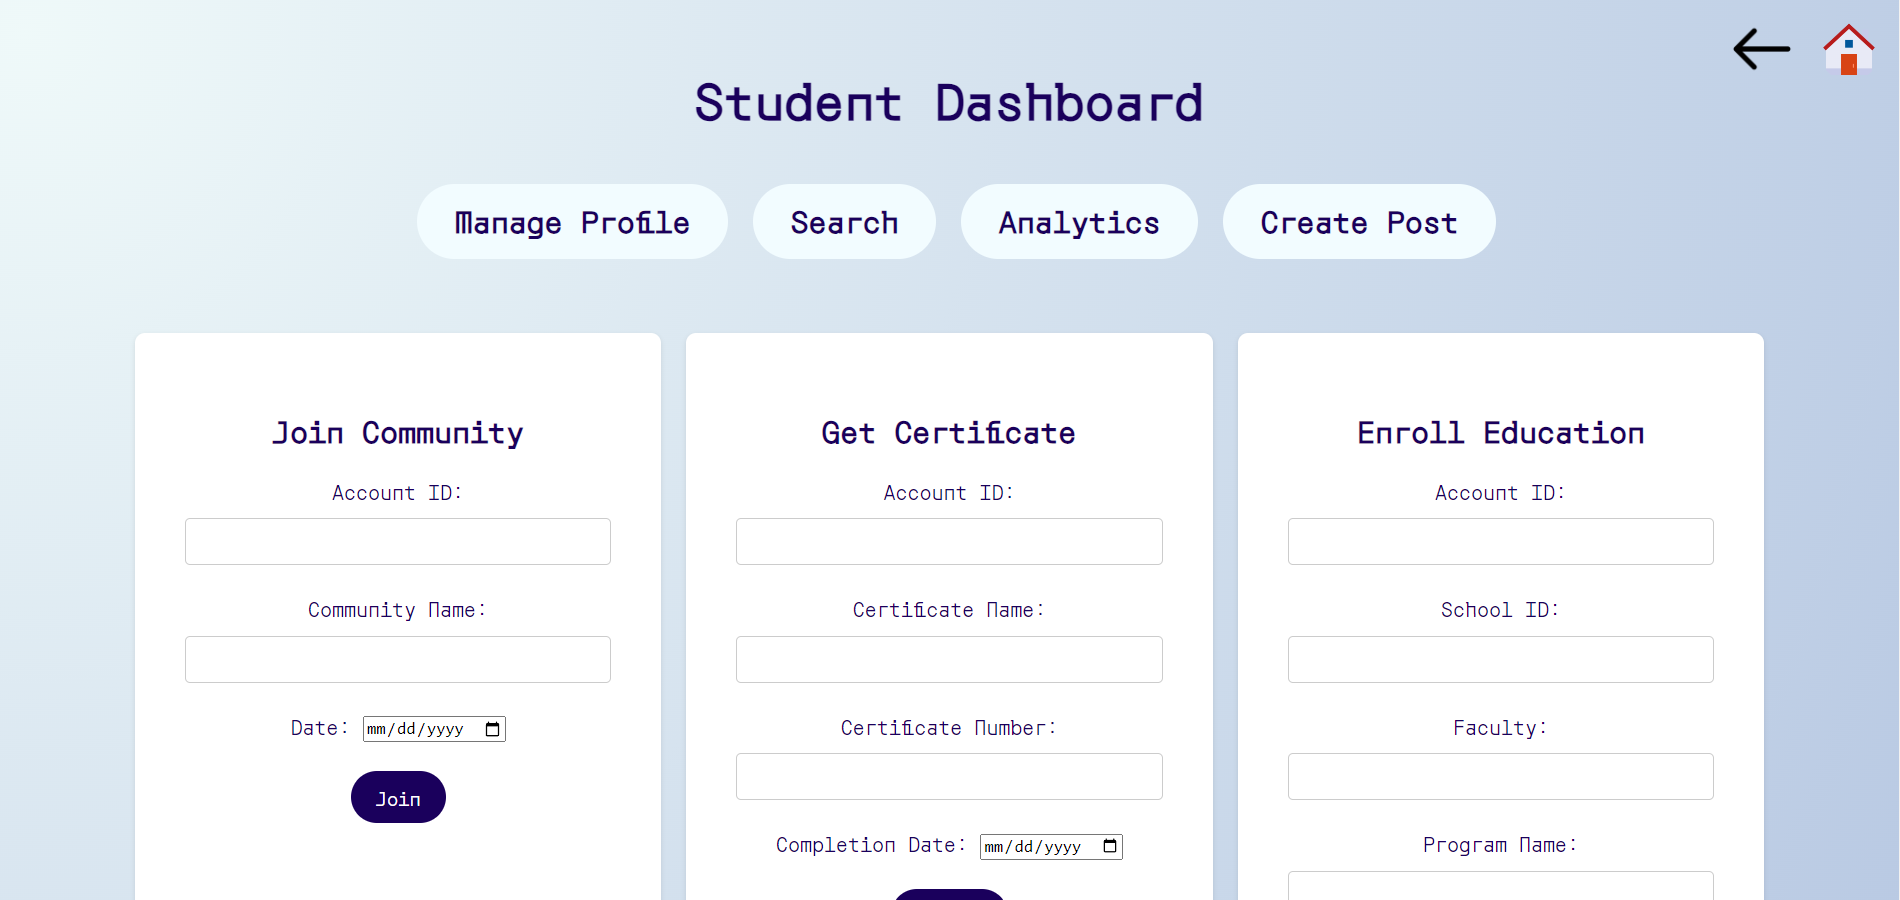 Student Dashboard
Manage Profile
Search
Analytics
Create Post
Join Community
Account ID:
Community Name:
Date: mm/dd/yyyy
Join
Get Certificate
Account ID:
Certificate Name:
Certificate Number:
Completion Date: mm/dd/yyyy
Enroll Education
Account ID:
School ID:
Faculty:
Program Name: